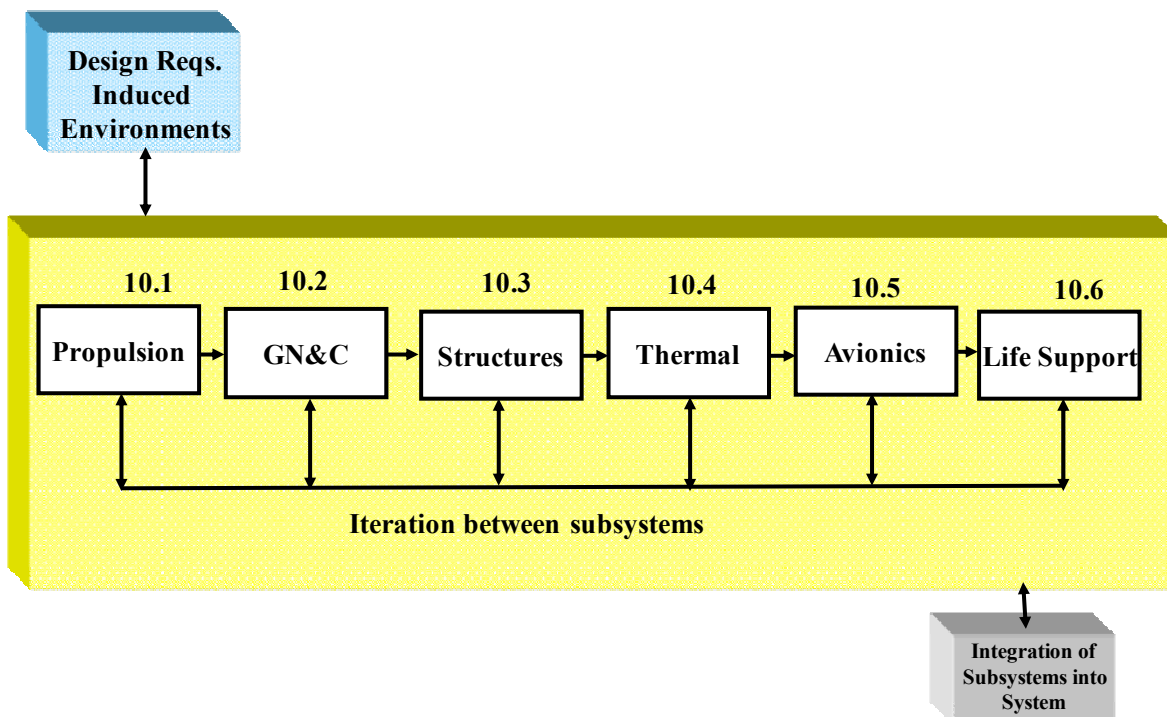 Design Reqs.
Induced
Environments
10.1
10.2
10.3
10.4
10.5
10.6
Propulsion
GN&C
Structures
Thermal
Avionics
Life Support
Iteration between subsystems
Integration of
Subsystems into
System